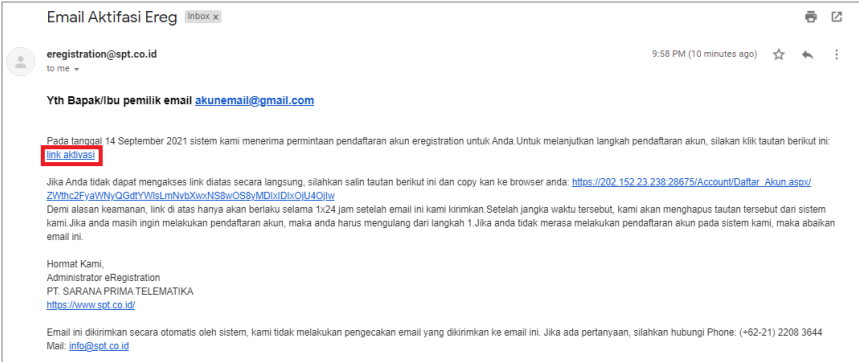 Email Aktifasi Ereg Inbox x
eregistration@spt.co.id 9:58 PM (10 minutes ago)
to me
Yth Bapak/Ibu pemilik email akunemail@gmail.com
Pada tanggal 14 September 2021 sistem kami menerima permintaan pendaftaran akun eregistration untuk Anda.Untuk melanjutkan langkah pendaftaran akun, silakan klik tautan berikut ini:
link aktivasi
Jika Anda tidak dapat mengakses link diatas secara langsung, silahkan salin tautan berikut ini dan copy kan ke browser anda: https://202.152.23.238:28675/Account/Daftar_Akun.aspx/
ZWthc2FyaWNyQGdtYWlsLmNvbXwxNS8wOS8yMDIxIDIxOjU4OjIw
Demi alasan keamanan, link di atas hanya akan berlaku selama 1x24 jam setelah email ini kami kirimkan.Setelah jangka waktu tersebut, kami akan menghapus tautan tersebut dari sistem
kami.Jika anda masih ingin melakukan pendaftaran akun, maka anda harus mengulang dari langkah 1.Jika anda tidak merasa melakukan pendaftaran akun pada sistem kami, maka abaikan
email ini.
Hormat Kami,
Administrator eRegistration
PT. SARANA PRIMA TELEMATIKA
https://www.spt.co.id/
Email ini dikirimkan secara otomatis oleh sistem, kami tidak melakukan pengecekan email yang dikirimkan ke email ini. Jika ada pertanyaan, silahkan hubungi Phone: (+62-21) 2208 3644
Mail: info@spt.co.id